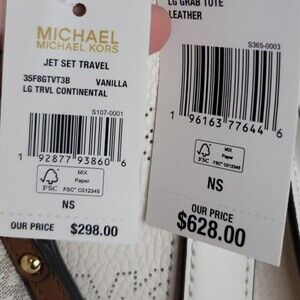 MICHAEL
MICHAEL KORS
JET SET TRAVEL
35F8GTVT3B VANILLA
LG TRVL CONTINENTAL
S107-0001
1 92877 93860 6
FSC
MIX
Paper
FSC® C012345
NS
OUR PRICE $298.00
LG GRAB TOTE
LEATHER
S365-0003
1 96163 77644 6
FSC
MIX
Paper
FSC® C012345
NS
OUR PRICE
$628.00